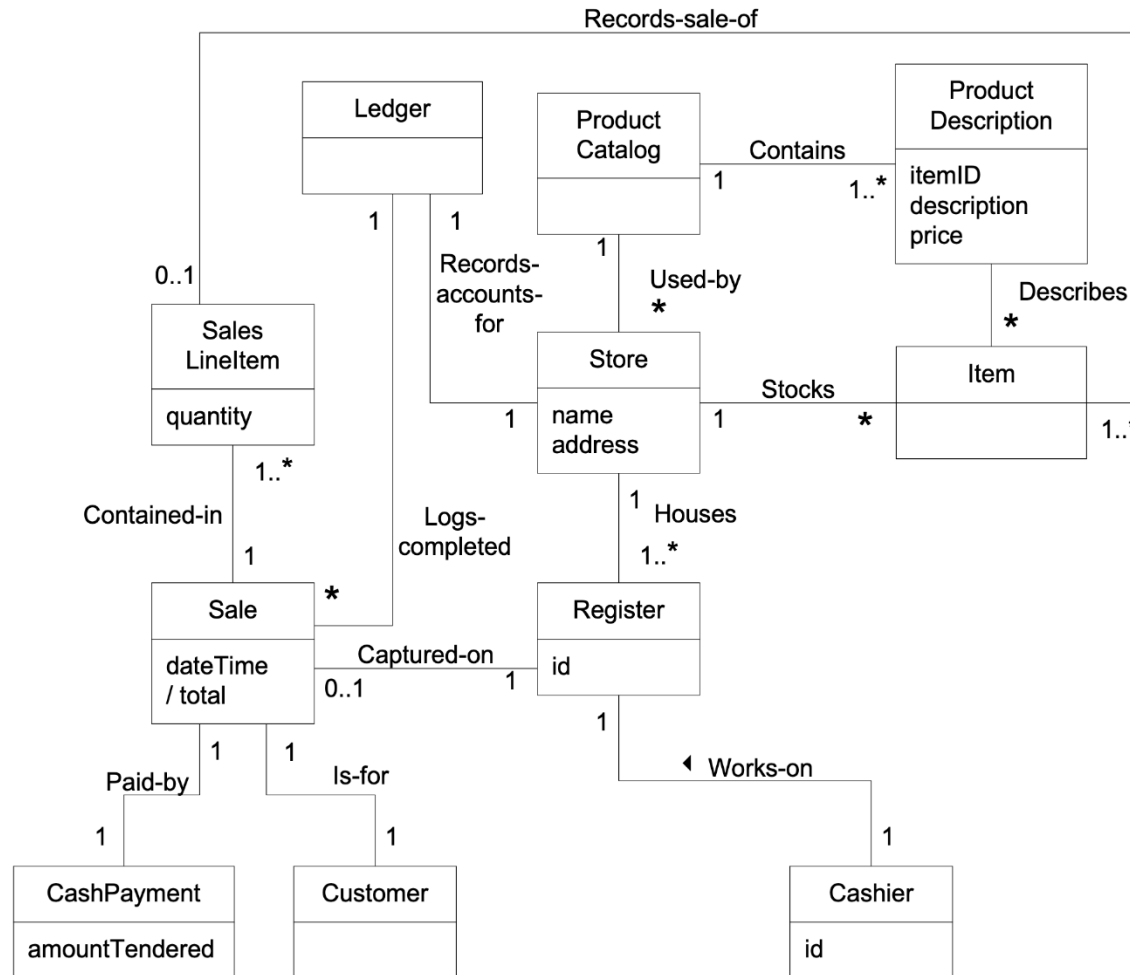 Records-sale-of
Ledger
Product
Catalog
Product
Description
itemID
description
price
Contains
1
1..*
1
1
1
Records-
accounts-
for
Used-by
*
Describes
*
0..1
Sales
LineItem
quantity
Store
name
address
Stocks
1
1
*
Item
1..*
1..*
Contained-in
1
Logs-
completed
*
1
Houses
1..*
Sale
dateTime
/ total
Captured-on
0..1
1
Register
id
1
1
1
Paid-by
Is-for
Works-on
1
1
1
CashPayment
amountTendered
Customer
Cashier
id